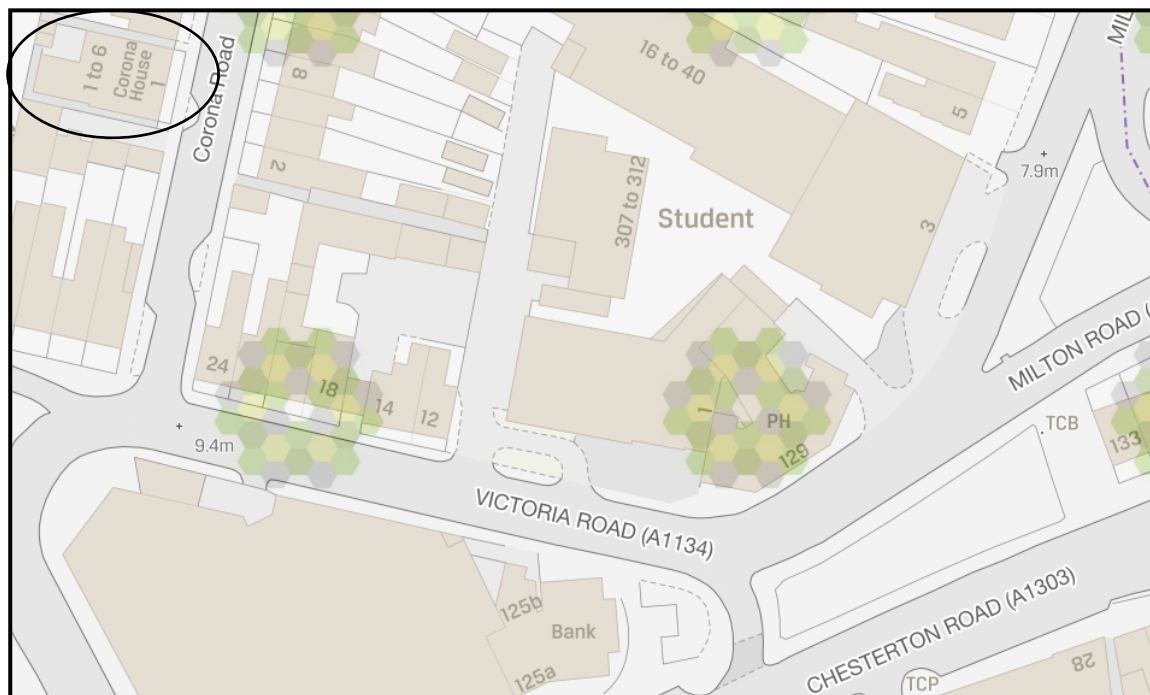 1 to 6
Corona
House
1
Corona Road
8
2
16 to 40
5
MIL
7.9m
307 to 312
Student
3
MILTON ROAD (
24
18
14
12
9.4m
1
PH
129
TCB
133
VICTORIA ROAD (A1134)
125b
Bank
125a
CHESTERTON ROAD (A1303)
TCP
28